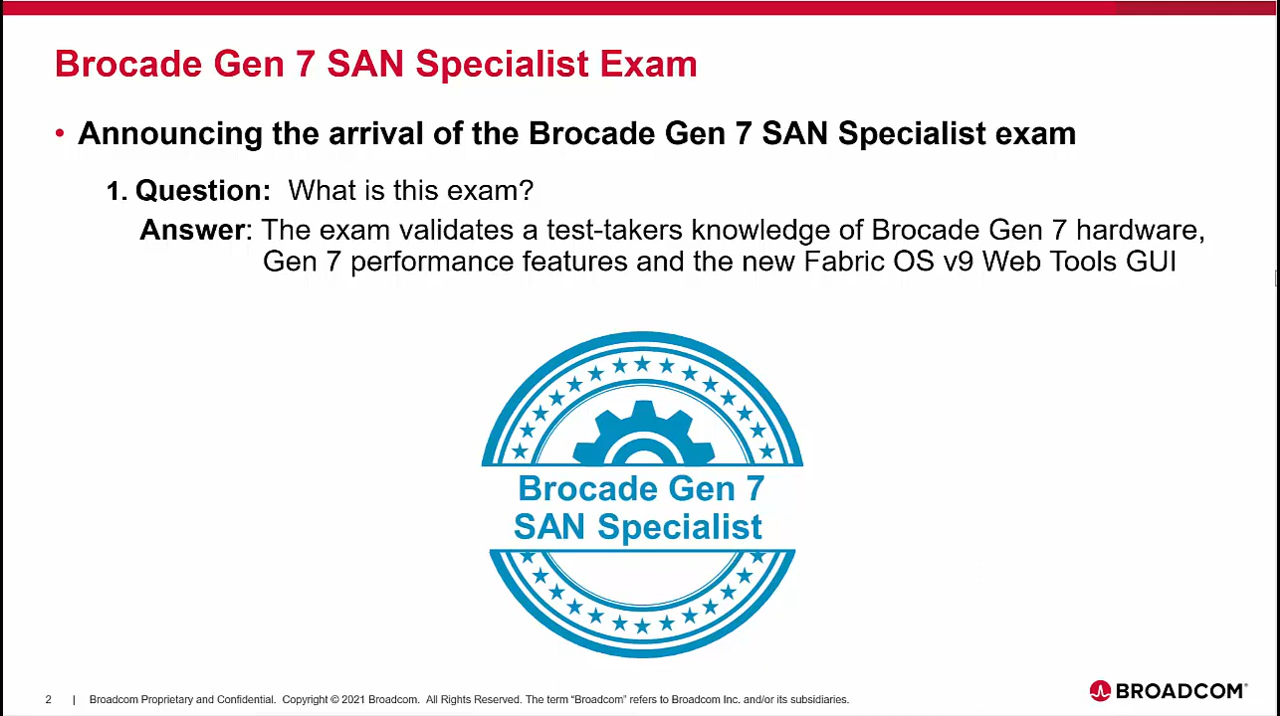 Brocade Gen 7 SAN Specialist Exam
• Announcing the arrival of the Brocade Gen 7 SAN Specialist exam
1. Question: What is this exam?
Answer: The exam validates a test-takers knowledge of Brocade Gen 7 hardware,
Gen 7 performance features and the new Fabric OS v9 Web Tools GUI
Brocade Gen 7
SAN Specialist
2 | Broadcom Proprietary and Confidential. Copyright © 2021 Broadcom. All Rights Reserved. The term “Broadcom” refers to Broadcom Inc. and/or its subsidiaries.
BROADCOM